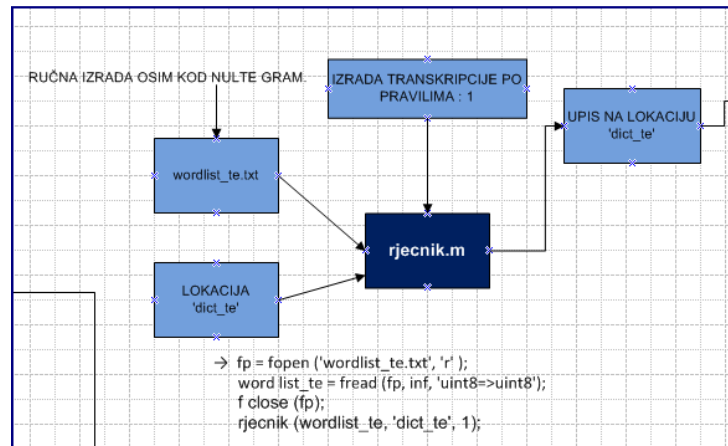 RUČNA IZRADA OSIM KOD NULTE GRAM.
IZRADA TRANSKRIPCIJE PO
PRAVILIMA : 1
UPIS NA LOKACIJU
'dict_te'
wordlist_te.txt
rjecnik.m
LOKACIJA
'dict_te'
→ fp = fopen ('wordlist_te.txt', 'r' );
word list_te = fread (fp, inf, 'uint8=>uint8');
f close (fp);
rjecnik (wordlist_te, 'dict_te', 1);